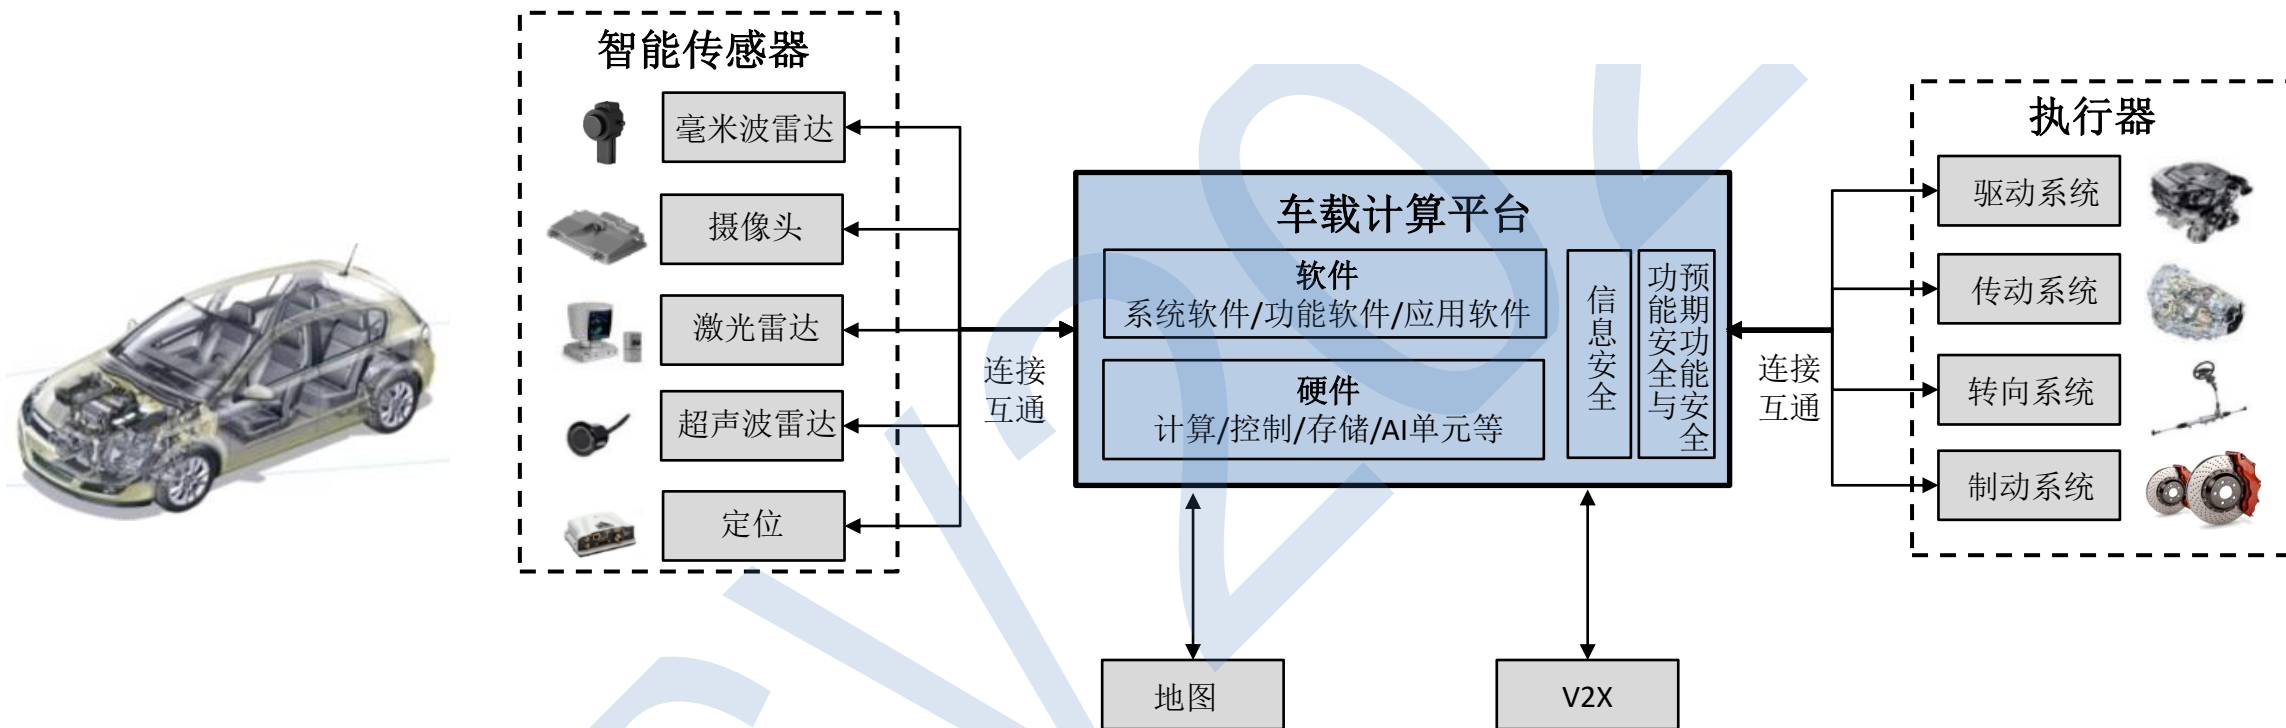 智能传感器
毫米波雷达
摄像头
激光雷达
超声波雷达
定位
连接
互通
车载计算平台
软件
系统软件/功能软件/应用软件
硬件
计算/控制/存储/AI单元等
信息安全
功能安全与
预期功能安全
连接
互通
执行器
驱动系统
传动系统
转向系统
制动系统
地图
V2X